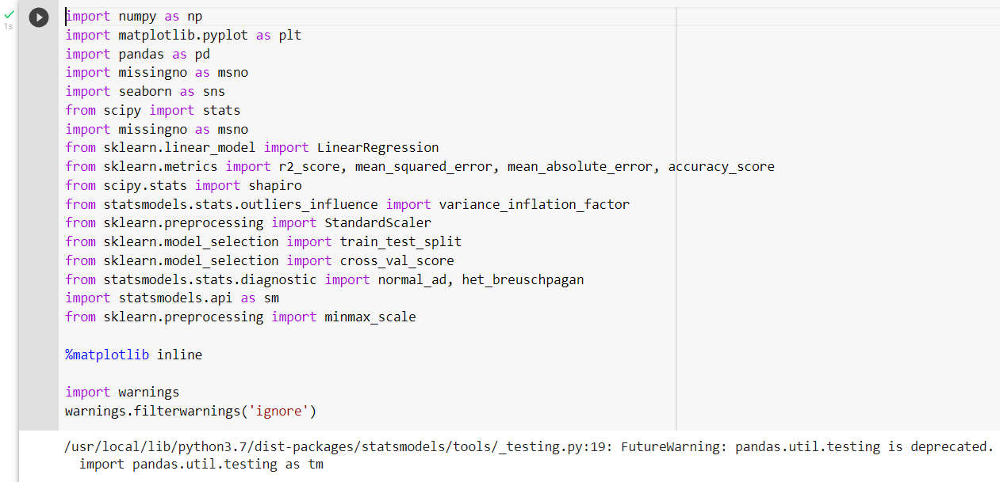 1s
import numpy as np
import matplotlib.pyplot as plt
import pandas as pd
import missingno as msno
import seaborn as sns
from scipy import stats
import missingno as msno
from sklearn.linear_model import LinearRegression
from sklearn.metrics import r2_score, mean_squared_error, mean_absolute_error, accuracy_score
from scipy.stats import shapiro
from statsmodels.stats.outliers_influence import variance_inflation_factor
from sklearn.preprocessing import StandardScaler
from sklearn.model_selection import train_test_split
from sklearn.model_selection import cross_val_score
from statsmodels.stats.diagnostic import normal_ad, het_breuschpagan
import statsmodels.api as sm
from sklearn.preprocessing import minmax_scale
%matplotlib inline
import warnings
warnings.filterwarnings('ignore')
/usr/local/lib/python3.7/dist-packages/statsmodels/tools/_testing.py:19: FutureWarning: pandas.util.testing is deprecated.
import pandas.util.testing as tm